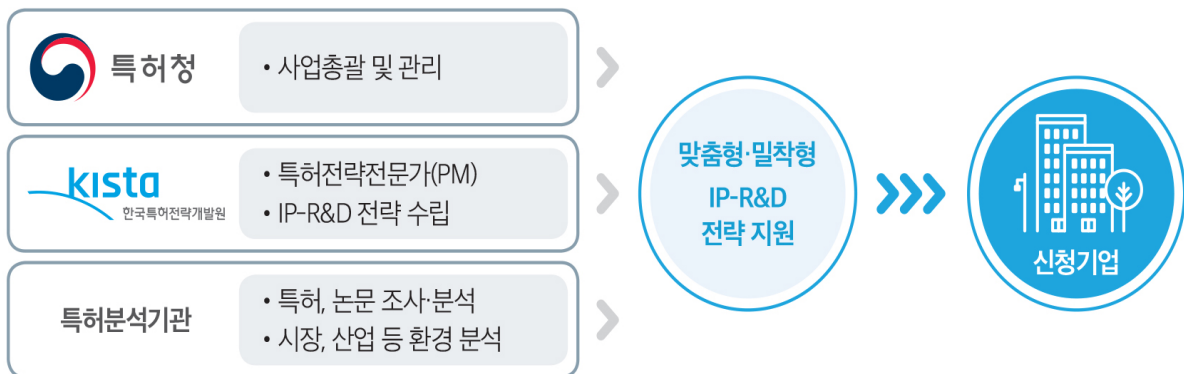 특허청
• 사업총괄 및 관리
kista
한국특허전략개발원
• 특허전략전문가(PM)
• IP-R&D 전략 수립
특허분석기관
• 특허, 논문 조사·분석
• 시장, 산업 등 환경 분석
맞춤형·밀착형
IP-R&D
전략 지원
신청기업